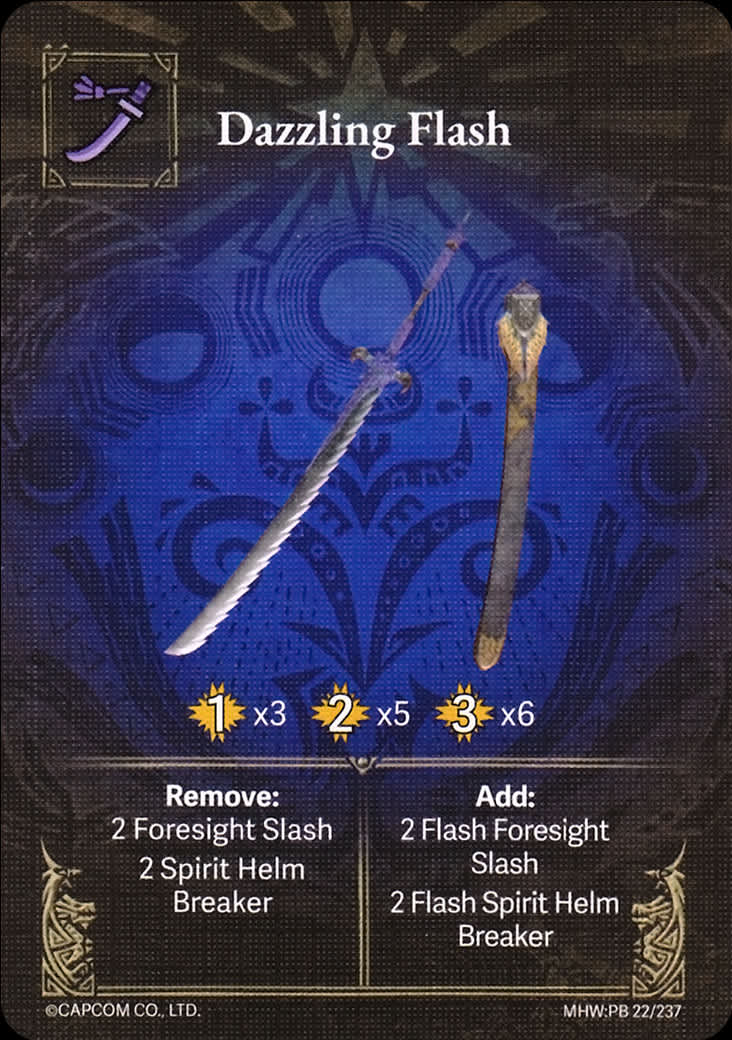 Dazzling Flash
1 x3 2 x5 3 x6
Remove:
2 Foresight Slash
2 Spirit Helm
Breaker
Add:
2 Flash Foresight
Slash
2 Flash Spirit Helm
Breaker
©CAPCOM CO., LTD.
MHW:PB 22/237